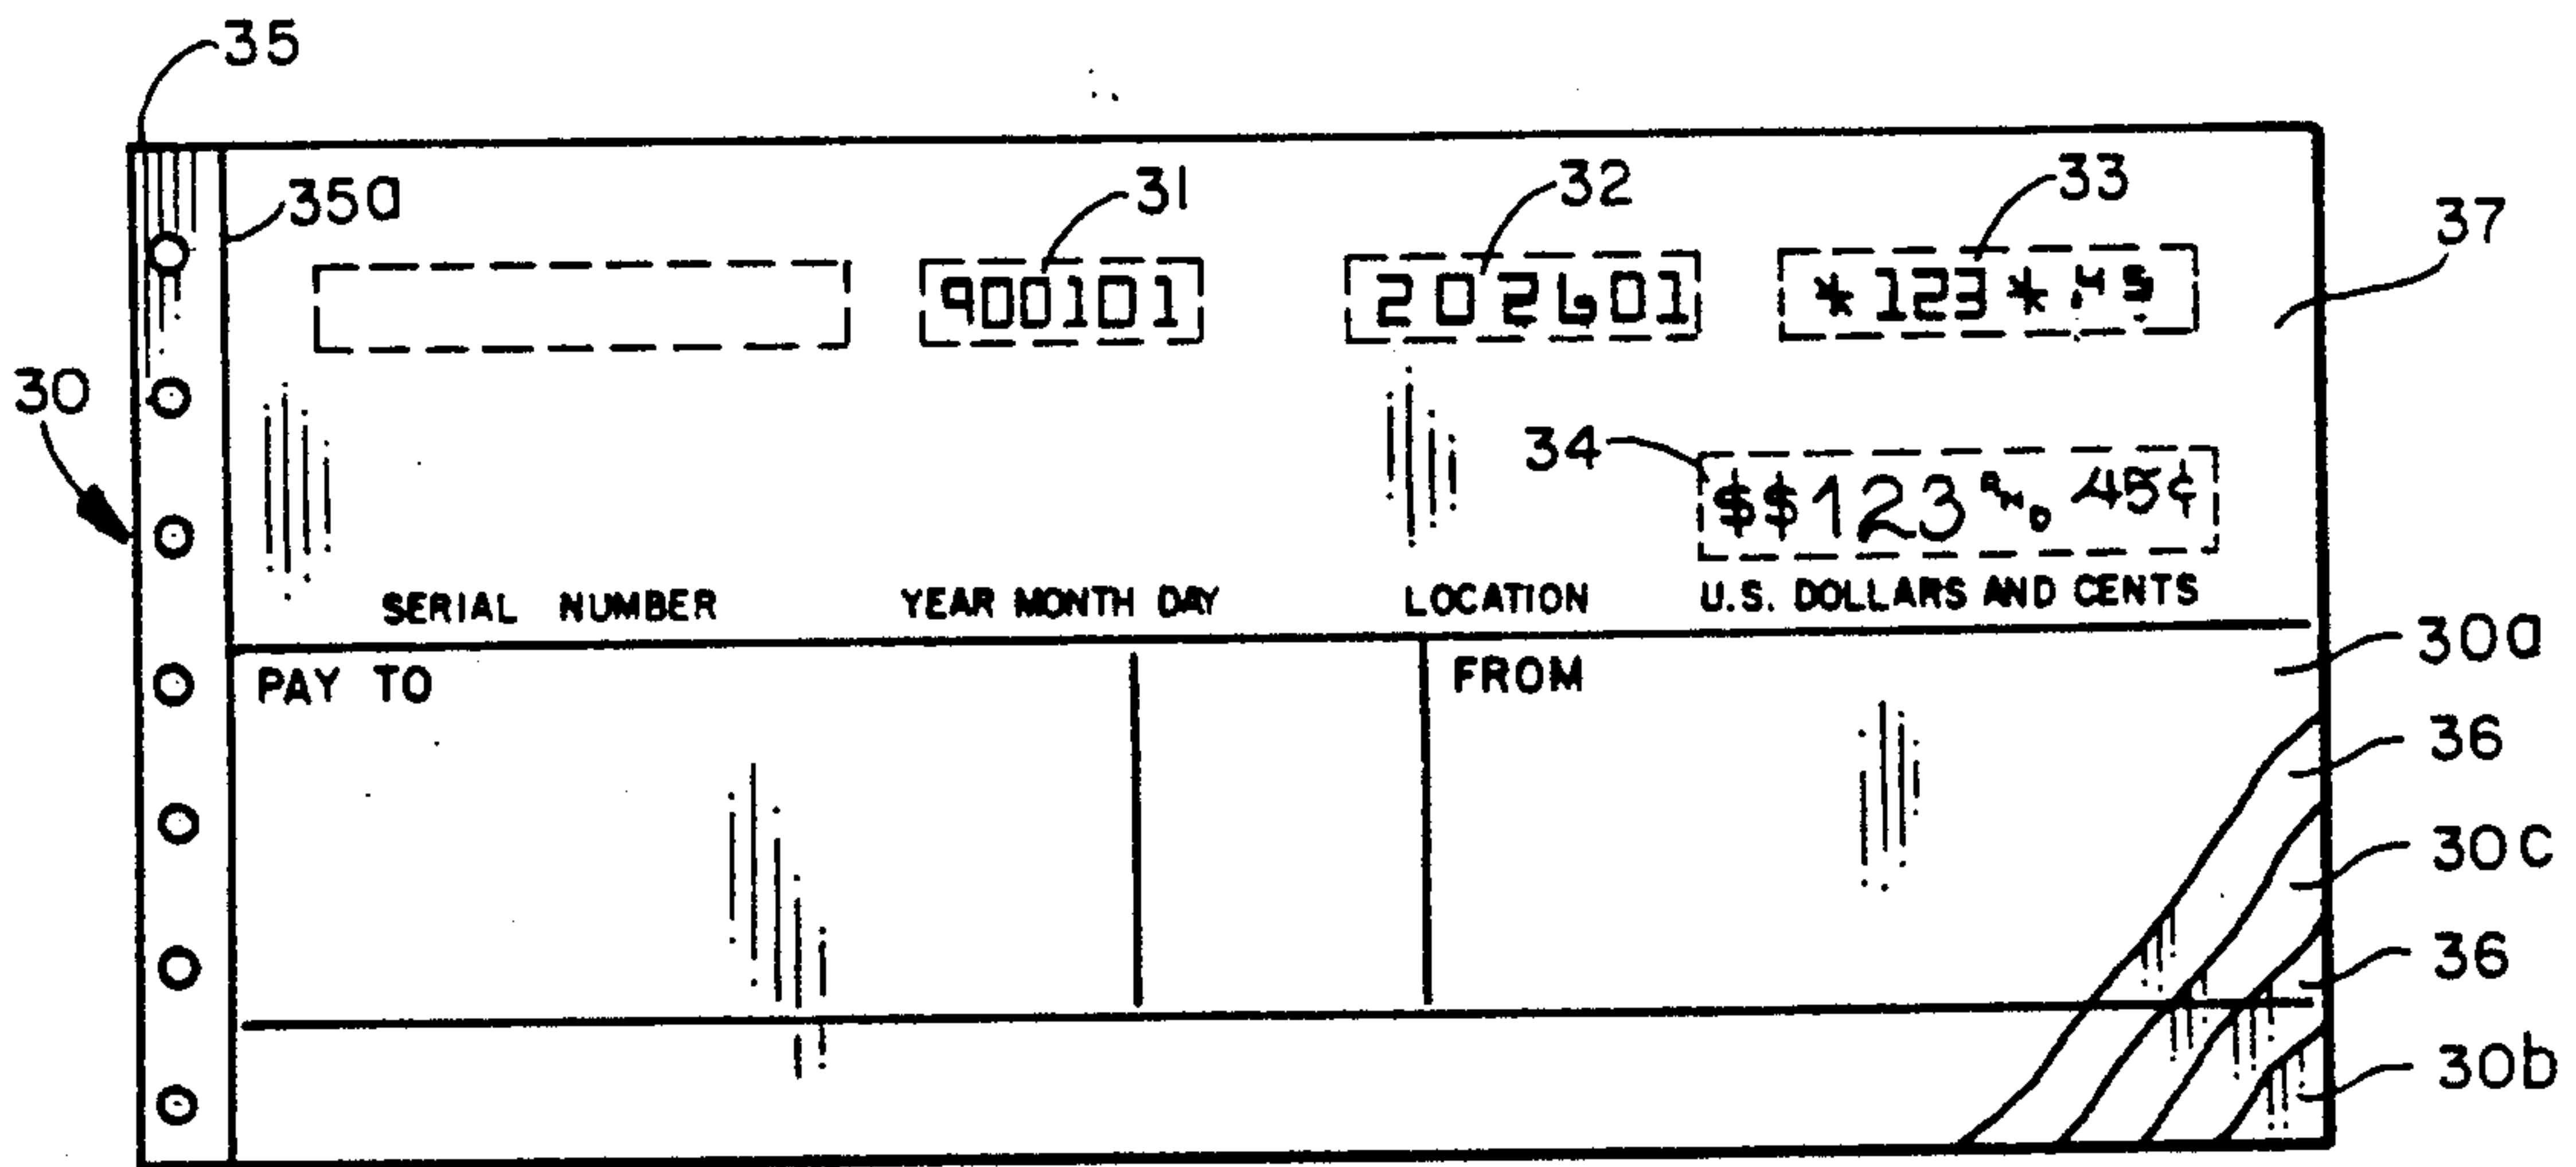 35
35a 31 32 33 37
900101 202601 *123*.45
30
34 $$123 AND 45¢
SERIAL NUMBER YEAR MONTH DAY LOCATION U.S. DOLLARS AND CENTS
30a
PAY TO FROM
36
30c
36
30b